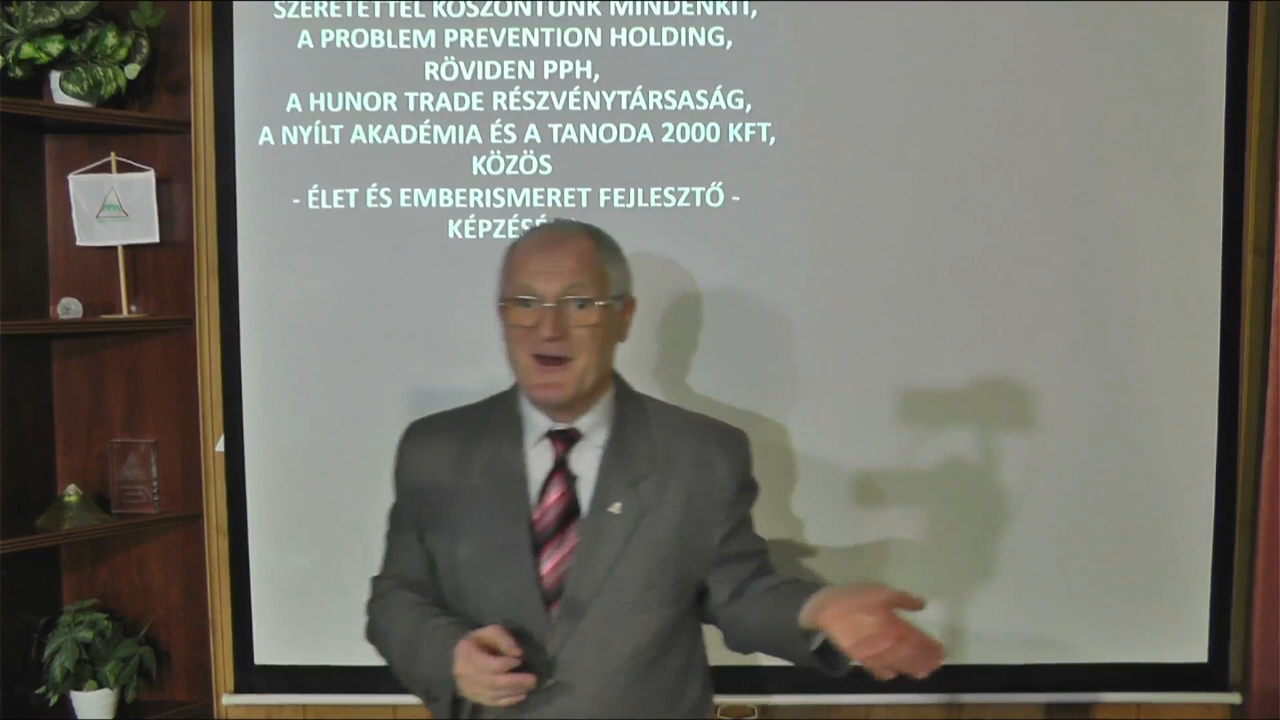 SZERETETTEL KÖSZÖNTÜNK MINDENKIT,
A PROBLEM PREVENTION HOLDING,
RÖVIDEN PPH,
A HUNOR TRADE RÉSZVÉNYTÁRSASÁG,
A NYÍLT AKADÉMIA ÉS A TANODA 2000 KFT,
KÖZÖS
- ÉLET ÉS EMBERISMERET FEJLESZTŐ -